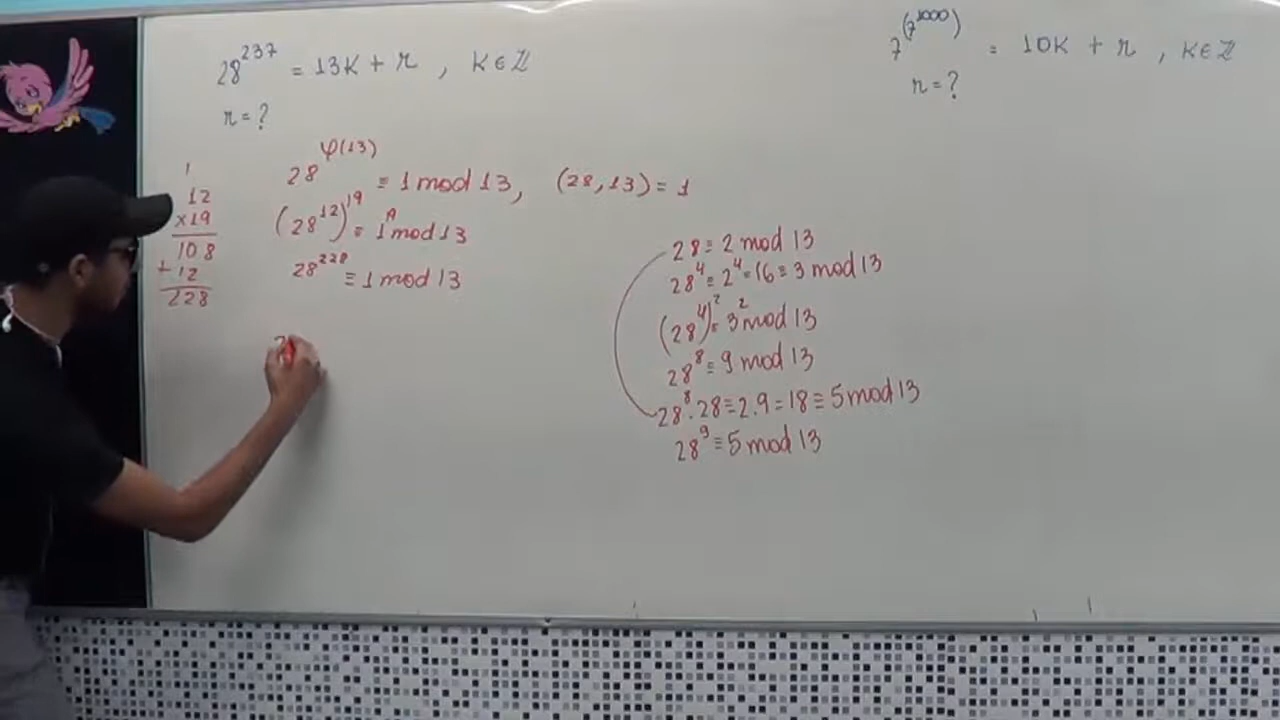 28^237 = 13K + r , K ∈ ℤ
r = ?
1
12
×19
108
+ 12
228
28^φ(13) ≡ 1 mod 13, (28, 13) = 1
(28^12)^19 ≡ 1^19 mod 13
28^228 ≡ 1 mod 13
28 ≡ 2 mod 13
28^4 ≡ 2^4 = 16 ≡ 3 mod 13
(28^4)^2 ≡ 3^2 mod 13
28^8 ≡ 9 mod 13
28^8 . 28 ≡ 2.9 = 18 ≡ 5 mod 13
28^9 ≡ 5 mod 13
7^(7^1000) = 10K + r , K ∈ ℤ
r = ?